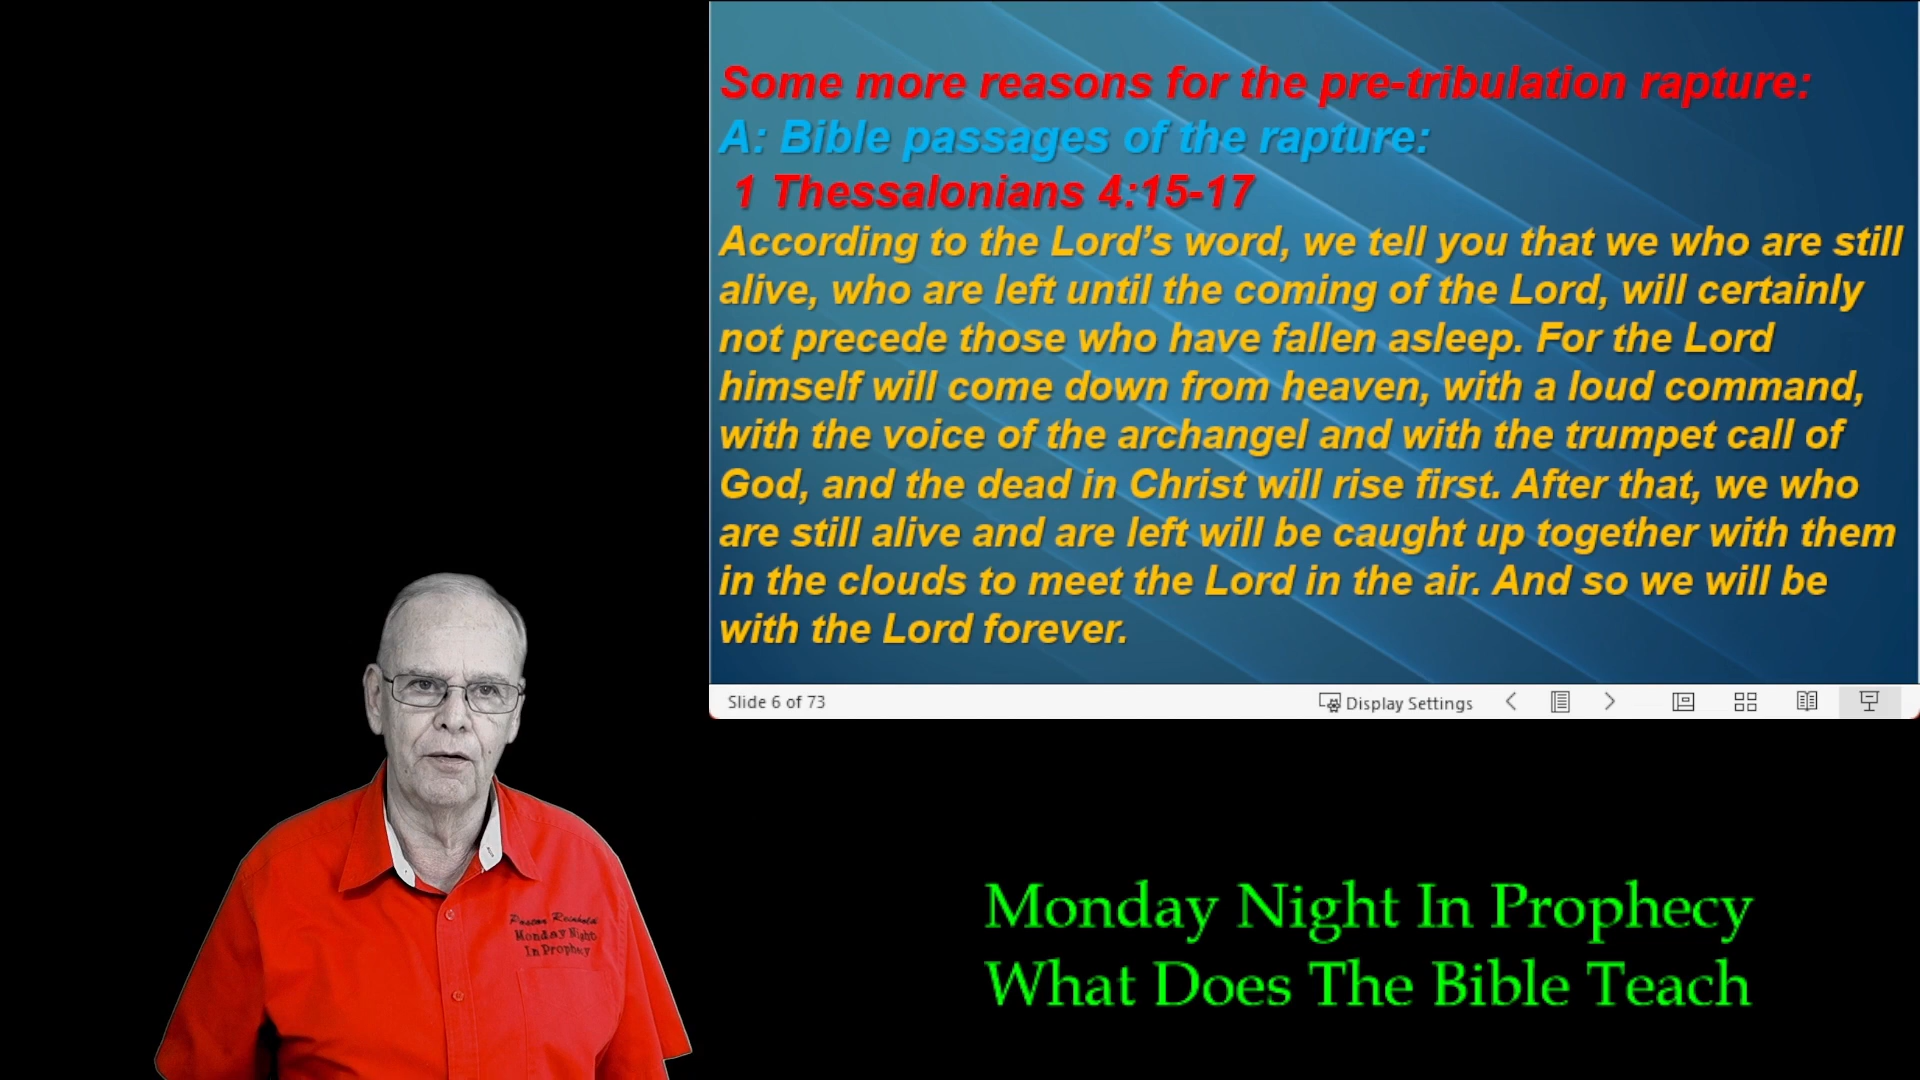 Some more reasons for the pre-tribulation rapture:
A: Bible passages of the rapture:
1 Thessalonians 4:15-17
According to the Lord’s word, we tell you that we who are still
alive, who are left until the coming of the Lord, will certainly
not precede those who have fallen asleep. For the Lord
himself will come down from heaven, with a loud command,
with the voice of the archangel and with the trumpet call of
God, and the dead in Christ will rise first. After that, we who
are still alive and are left will be caught up together with them
in the clouds to meet the Lord in the air. And so we will be
with the Lord forever.
Slide 6 of 73
Display Settings
Pastor Reinhold
Monday Night
In Prophecy
Monday Night In Prophecy
What Does The Bible Teach